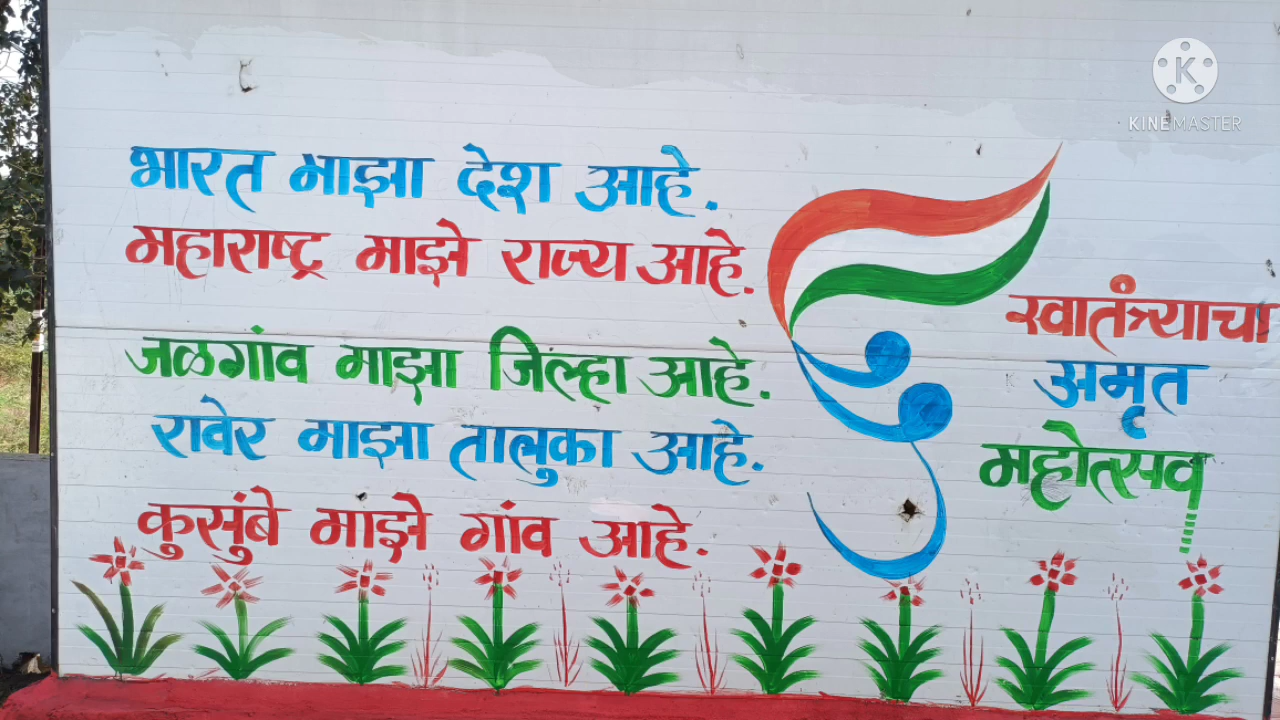 भारत माझा देश आहे.
महाराष्ट्र माझे राज्य आहे.
जळगांव माझा जिल्हा आहे.
रावेर माझा तालुका आहे.
कुसुंबे माझे गांव आहे.
स्वातंत्र्याचा
अमृत
महोत्सव
K
KINEMASTER